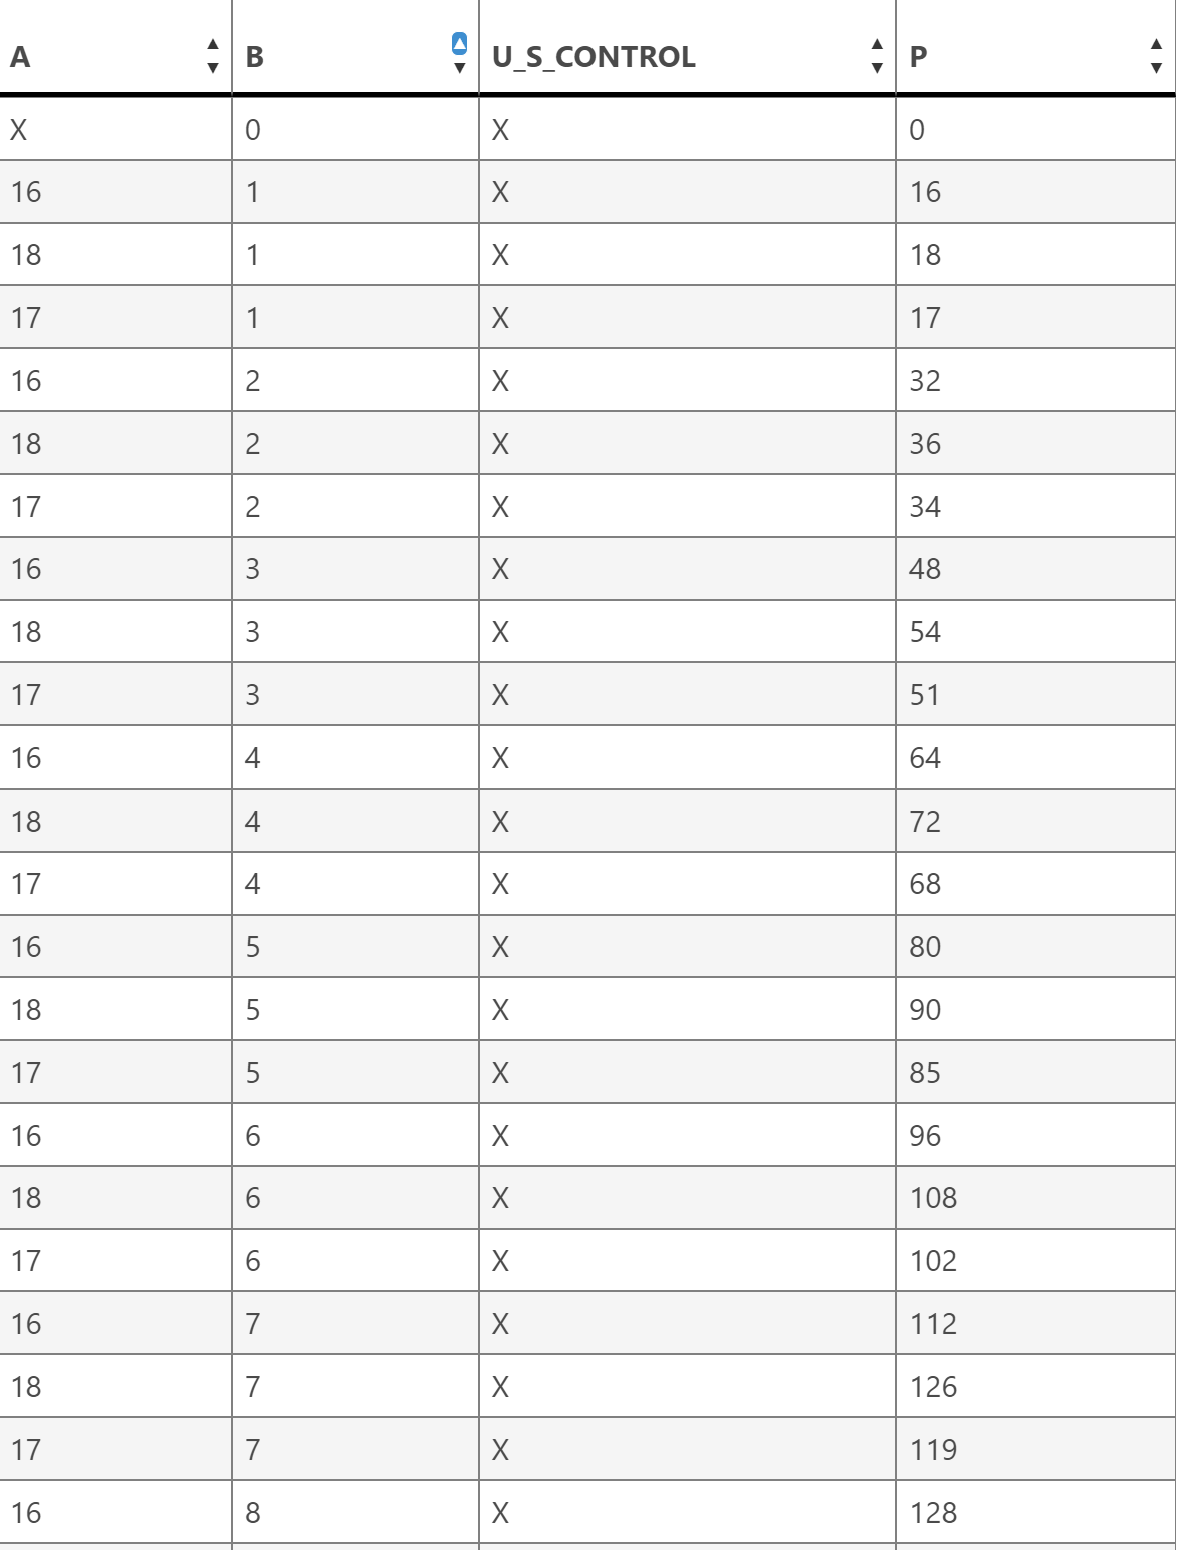 A B U_S_CONTROL P
X 0 X 0
16 1 X 16
18 1 X 18
17 1 X 17
16 2 X 32
18 2 X 36
17 2 X 34
16 3 X 48
18 3 X 54
17 3 X 51
16 4 X 64
18 4 X 72
17 4 X 68
16 5 X 80
18 5 X 90
17 5 X 85
16 6 X 96
18 6 X 108
17 6 X 102
16 7 X 112
18 7 X 126
17 7 X 119
16 8 X 128